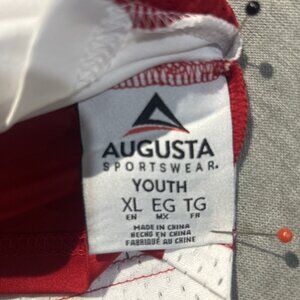 AUGUSTA
SPORTSWEAR®
YOUTH
XL EG TG
EN MX FR
MADE IN CHINA
HECHO EN CHINA
FABRIQUÉ AU CHINE